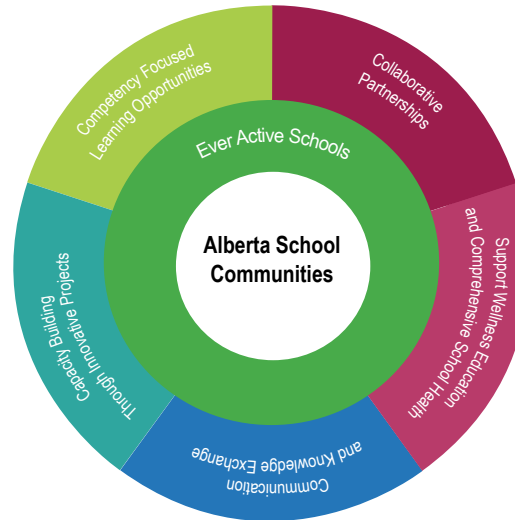 Competency Focused
Learning Opportunities
Collaborative
Partnerships
Ever Active Schools
Alberta School
Communities
Support Wellness Education
and Comprehensive School Health
Capacity Building
Through Innovative Projects
Communication
and Knowledge Exchange